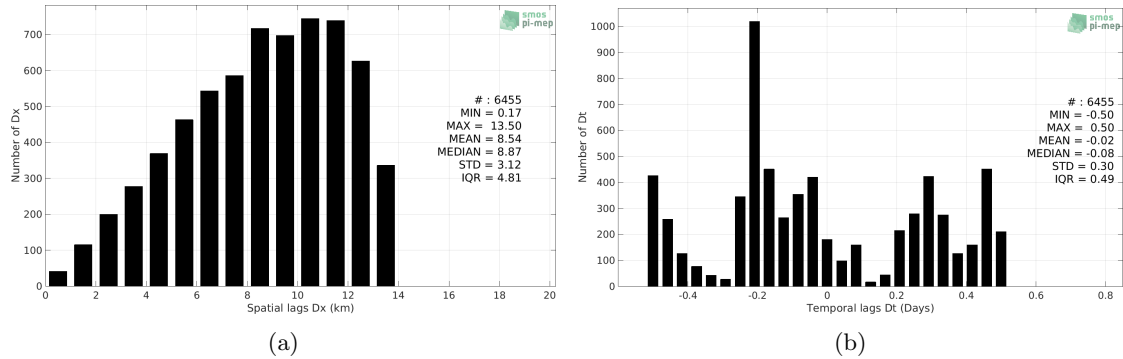 smos
pi-mep
Number of Dx
700
600
500
400
300
200
100
0
# : 6455
MIN = 0.17
MAX = 13.50
MEAN = 8.54
MEDIAN = 8.87
STD = 3.12
IQR = 4.81
0 2 4 6 8 10 12 14 16 18 20
Spatial lags Dx (km)
(a)
smos
pi-mep
Number of Dt
1000
900
800
700
600
500
400
300
200
100
0
# : 6455
MIN = -0.50
MAX = 0.50
MEAN = -0.02
MEDIAN = -0.08
STD = 0.30
IQR = 0.49
-0.4 -0.2 0 0.2 0.4 0.6 0.8
Temporal lags Dt (Days)
(b)